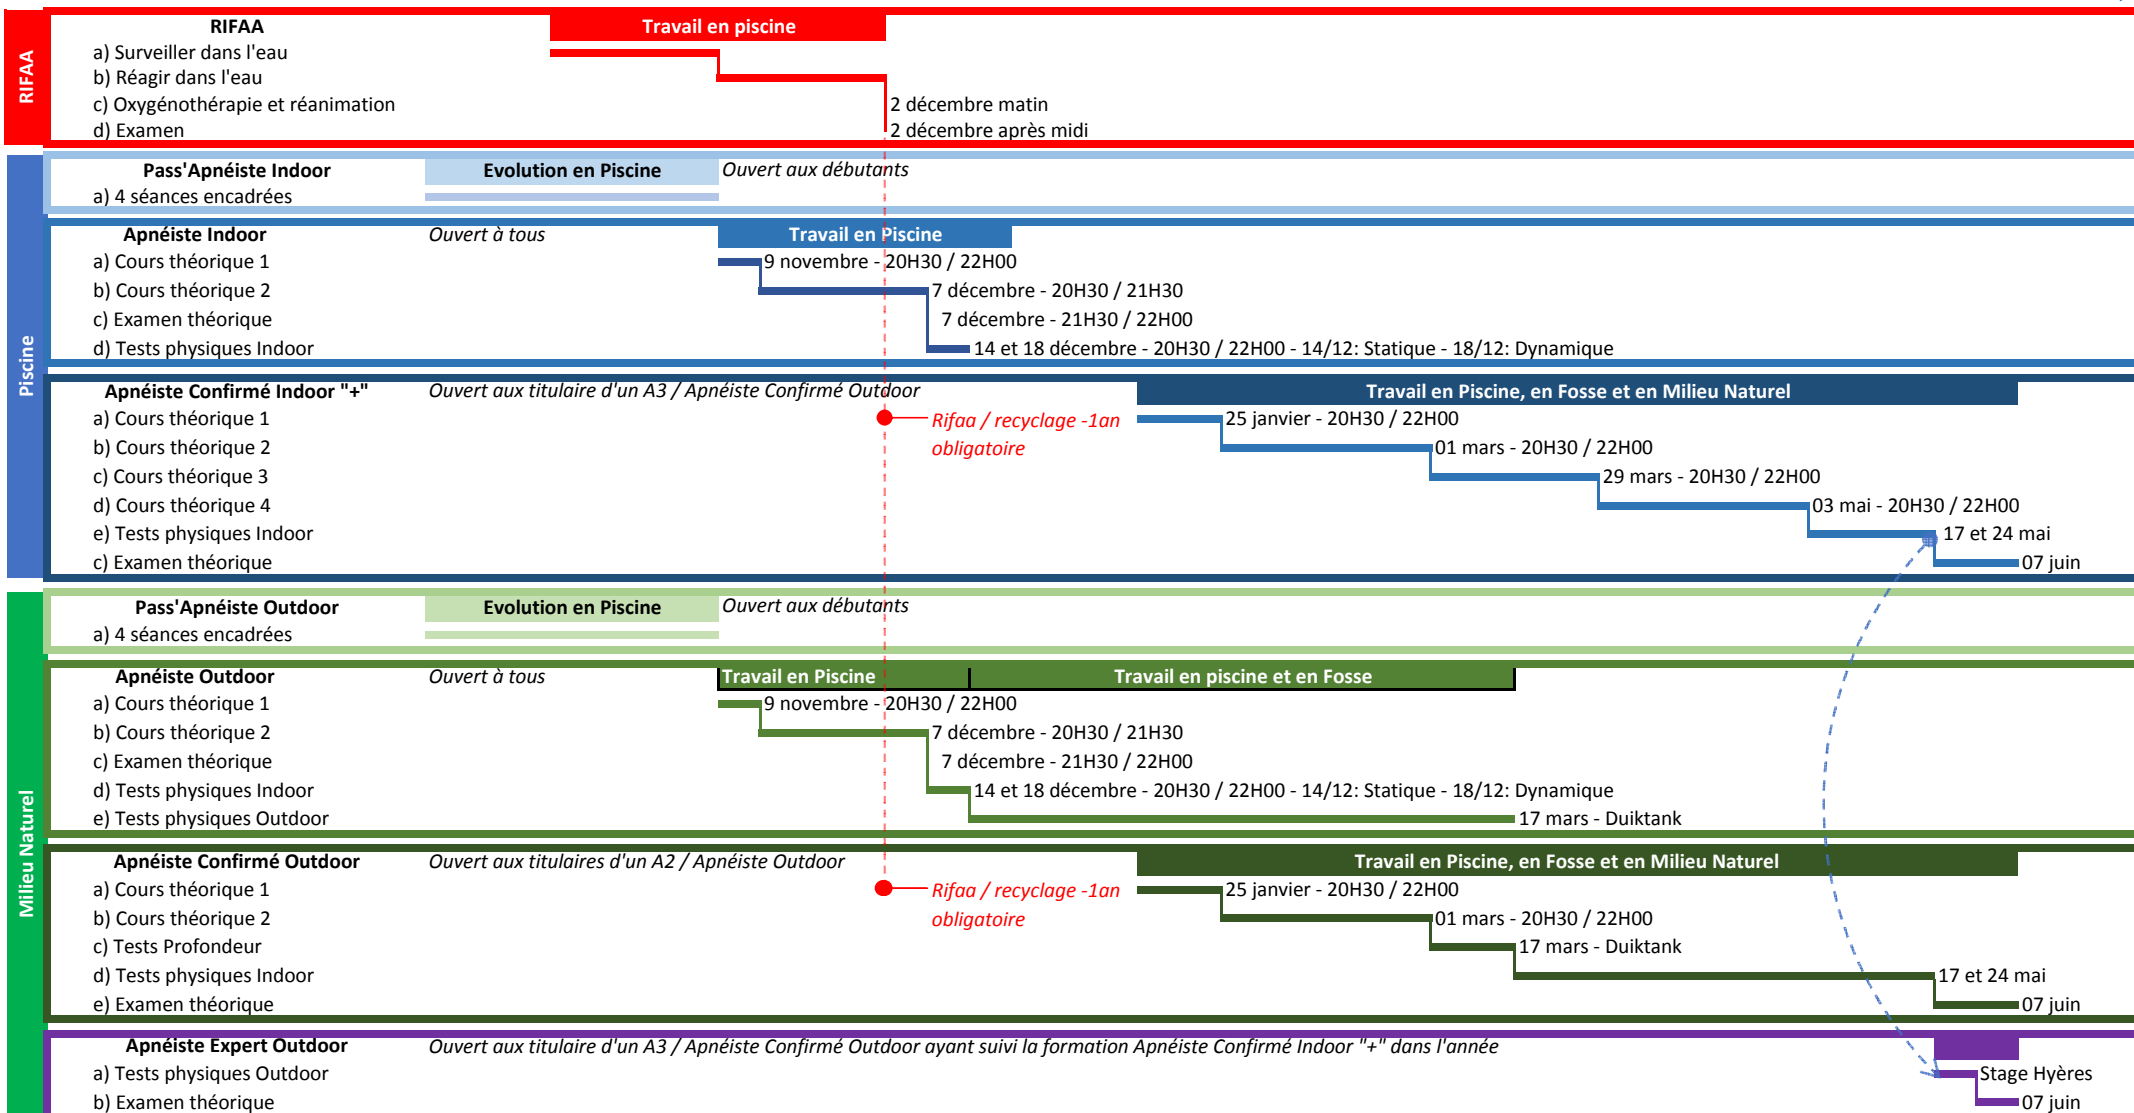 RIFAA
RIFAA Travail en piscine
a) Surveiller dans l'eau
b) Réagir dans l'eau
c) Oxygénothérapie et réanimation 2 décembre matin
d) Examen 2 décembre après midi
Piscine
Pass'Apnéiste Indoor Evolution en Piscine Ouvert aux débutants
a) 4 séances encadrées
Apnéiste Indoor Ouvert à tous Travail en Piscine
a) Cours théorique 1 9 novembre - 20H30 / 22H00
b) Cours théorique 2 7 décembre - 20H30 / 21H30
c) Examen théorique 7 décembre - 21H30 / 22H00
d) Tests physiques Indoor 14 et 18 décembre - 20H30 / 22H00 - 14/12: Statique - 18/12: Dynamique
Apnéiste Confirmé Indoor "+" Ouvert aux titulaire d'un A3 / Apnéiste Confirmé Outdoor Travail en Piscine, en Fosse et en Milieu Naturel
a) Cours théorique 1 Rifaa / recyclage -1an 25 janvier - 20H30 / 22H00
b) Cours théorique 2 obligatoire 01 mars - 20H30 / 22H00
c) Cours théorique 3 29 mars - 20H30 / 22H00
d) Cours théorique 4 03 mai - 20H30 / 22H00
e) Tests physiques Indoor 17 et 24 mai
c) Examen théorique 07 juin
Milieu Naturel
Pass'Apnéiste Outdoor Evolution en Piscine Ouvert aux débutants
a) 4 séances encadrées
Apnéiste Outdoor Ouvert à tous Travail en Piscine Travail en piscine et en Fosse
a) Cours théorique 1 9 novembre - 20H30 / 22H00
b) Cours théorique 2 7 décembre - 20H30 / 21H30
c) Examen théorique 7 décembre - 21H30 / 22H00
d) Tests physiques Indoor 14 et 18 décembre - 20H30 / 22H00 - 14/12: Statique - 18/12: Dynamique
e) Tests physiques Outdoor 17 mars - Duiktank
Apnéiste Confirmé Outdoor Ouvert aux titulaires d'un A2 / Apnéiste Outdoor Travail en Piscine, en Fosse et en Milieu Naturel
a) Cours théorique 1 Rifaa / recyclage -1an 25 janvier - 20H30 / 22H00
b) Cours théorique 2 obligatoire 01 mars - 20H30 / 22H00
c) Tests Profondeur 17 mars - Duiktank
d) Tests physiques Indoor 17 et 24 mai
e) Examen théorique 07 juin
Apnéiste Expert Outdoor Ouvert aux titulaire d'un A3 / Apnéiste Confirmé Outdoor ayant suivi la formation Apnéiste Confirmé Indoor "+" dans l'année
a) Tests physiques Outdoor Stage Hyères
b) Examen théorique 07 juin